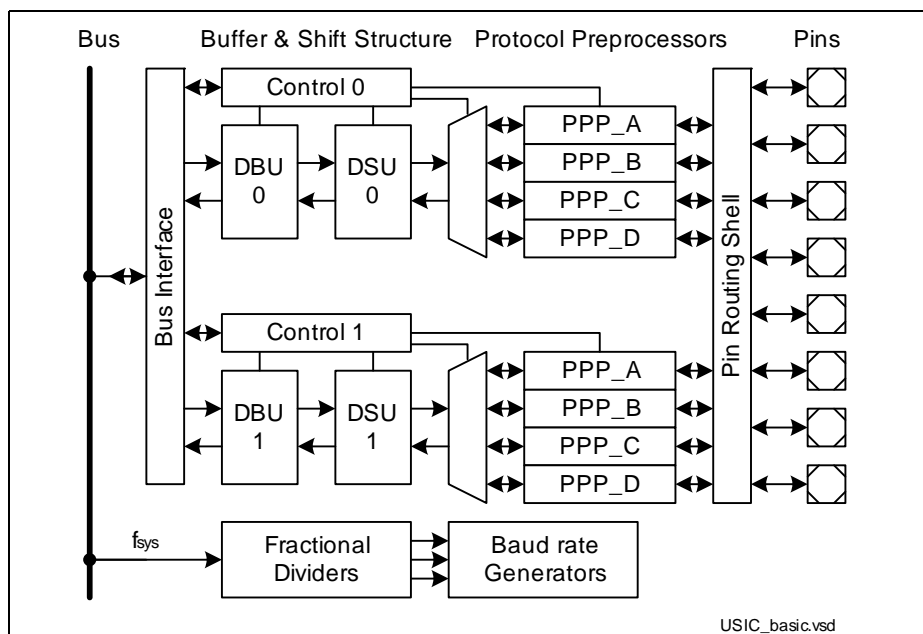 Bus
Buffer & Shift Structure
Protocol Preprocessors
Pins
Bus Interface
Control 0
DBU
0
DSU
0
PPP_A
PPP_B
PPP_C
PPP_D
Pin Routing Shell
Control 1
DBU
1
DSU
1
PPP_A
PPP_B
PPP_C
PPP_D
fsys
Fractional
Dividers
Baud rate
Generators
USIC_basic.vsd